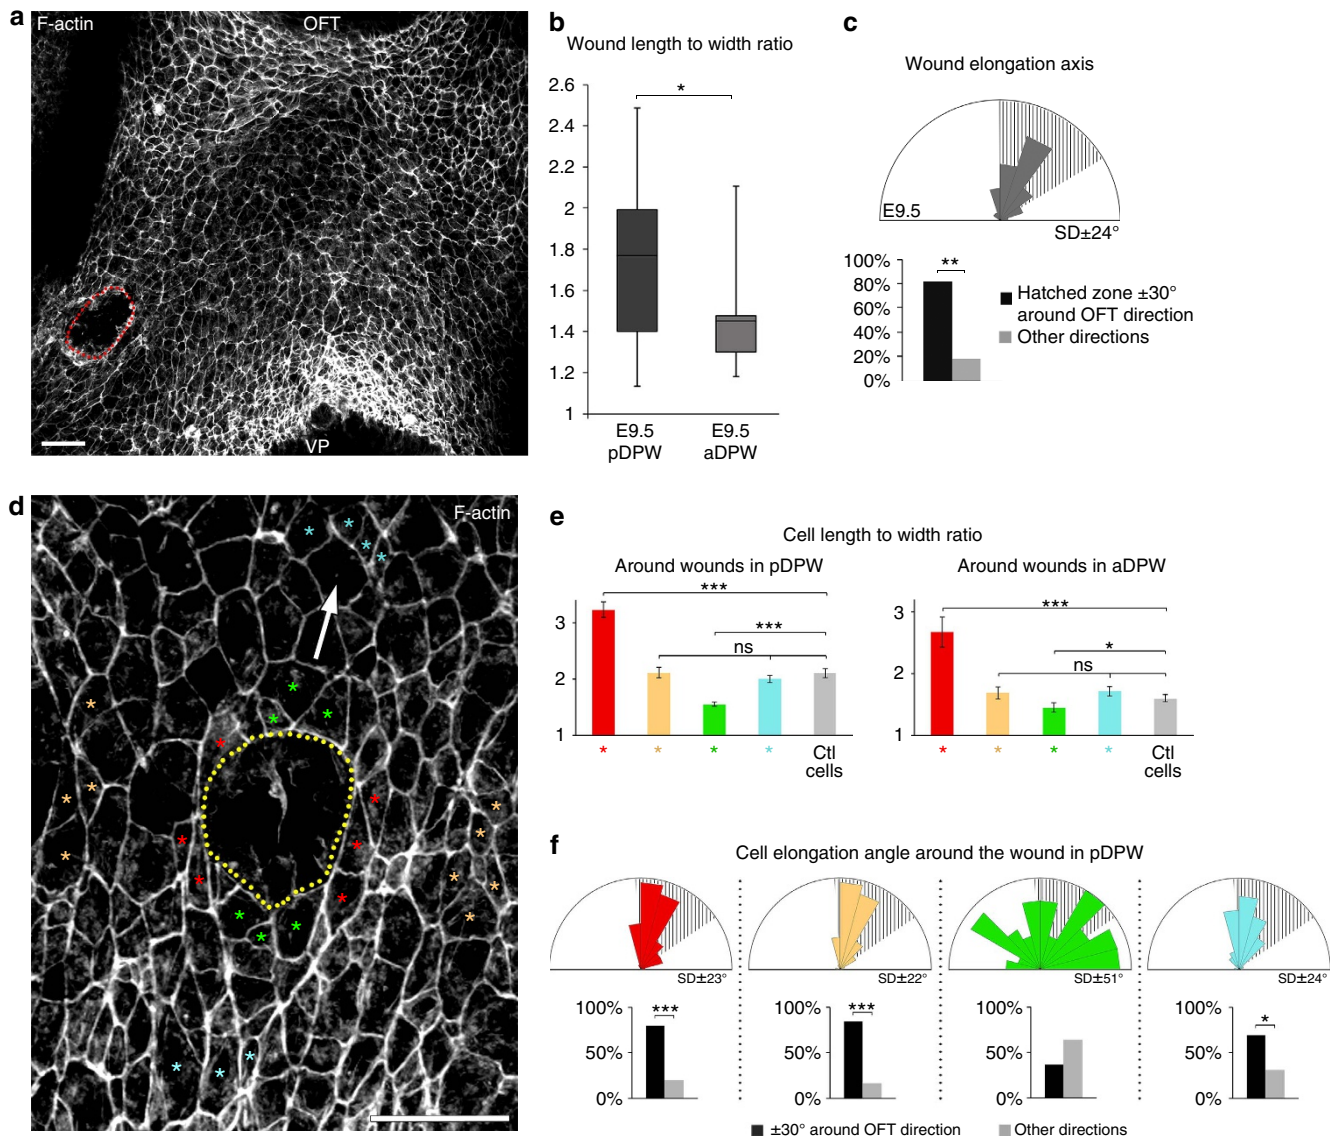 a
F-actin
OFT
VP
b
Wound length to width ratio
*
2.6
2.4
2.2
2
1.8
1.6
1.4
1.2
1
E9.5 pDPW
E9.5 aDPW
c
Wound elongation axis
E9.5
SD±24°
100%
80%
60%
40%
20%
0%
**
Hatched zone ±30°
around OFT direction
Other directions
d
F-actin
e
Cell length to width ratio
Around wounds in pDPW
***
***
ns
3
2
1
* * * * Ctl
cells
Around wounds in aDPW
***
*
ns
3
2
1
* * * * Ctl
cells
f
Cell elongation angle around the wound in pDPW
SD±23°
SD±22°
SD±51°
SD±24°
100%
50%
0%
***
100%
50%
0%
***
100%
50%
0%
100%
50%
0%
*
±30° around OFT direction
Other directions